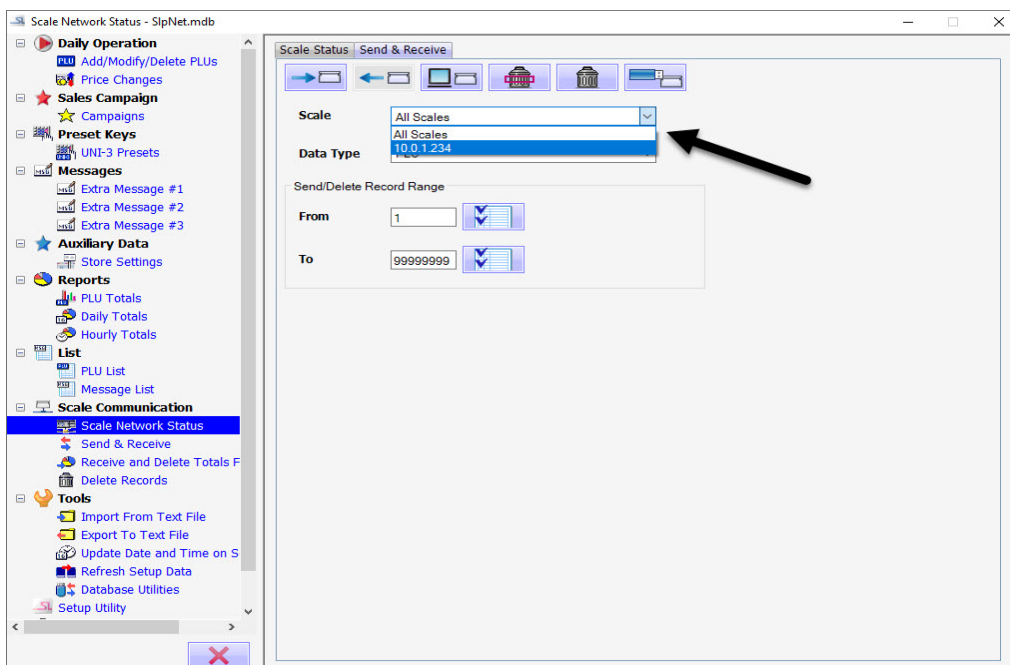 Scale Network Status - SlpNet.mdb
Daily Operation
PLU Add/Modify/Delete PLUs
Price Changes
Sales Campaign
Campaigns
Preset Keys
UNI-3 Presets
Messages
Extra Message #1
Extra Message #2
Extra Message #3
Auxiliary Data
Store Settings
Reports
PLU Totals
Daily Totals
Hourly Totals
List
PLU List
Message List
Scale Communication
Scale Network Status
Send & Receive
Receive and Delete Totals F
Delete Records
Tools
Import From Text File
Export To Text File
Update Date and Time on S
Refresh Setup Data
Database Utilities
SL Setup Utility
Scale Status Send & Receive
Scale All Scales
All Scales
10.0.1.234
Data Type
Send/Delete Record Range
From 1
To 99999999